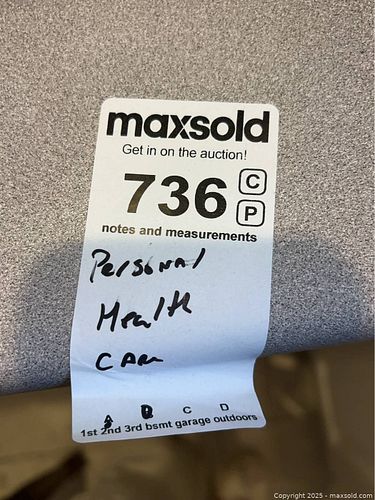 maxsold
Get in on the auction!
736 C
P
notes and measurements
Personal
Health
Care
A B C D
1st 2nd 3rd bsmt garage outdoors
Copyright 2025 - maxsold.com